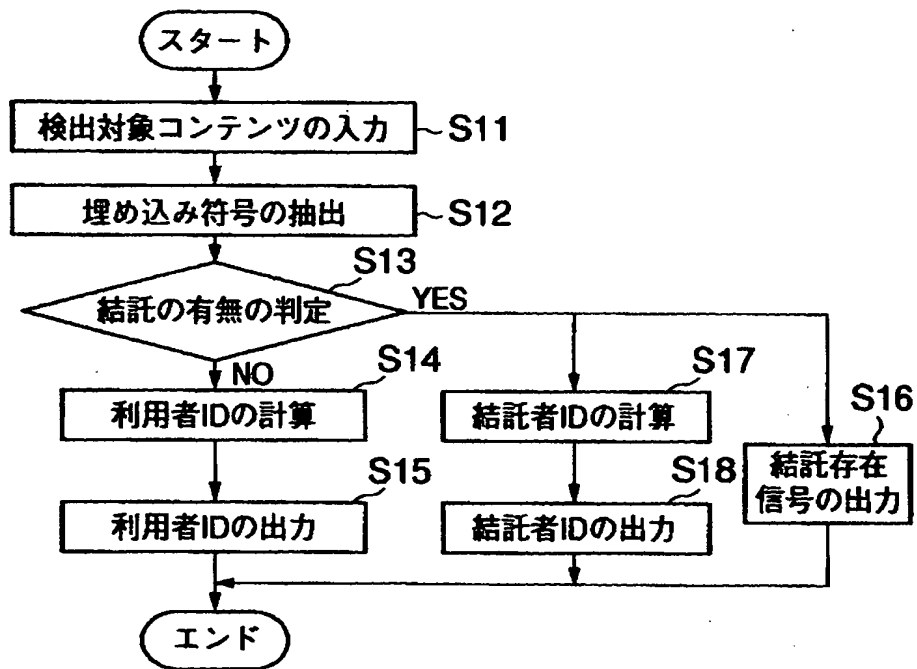 スタート
検出対象コンテンツの入力
S11
埋め込み符号の抽出
S12
S13
結託の有無の判定
YES
NO
S14
利用者IDの計算
S17
結託者IDの計算
S16
結託存在
信号の出力
S15
利用者IDの出力
S18
結託者IDの出力
エンド